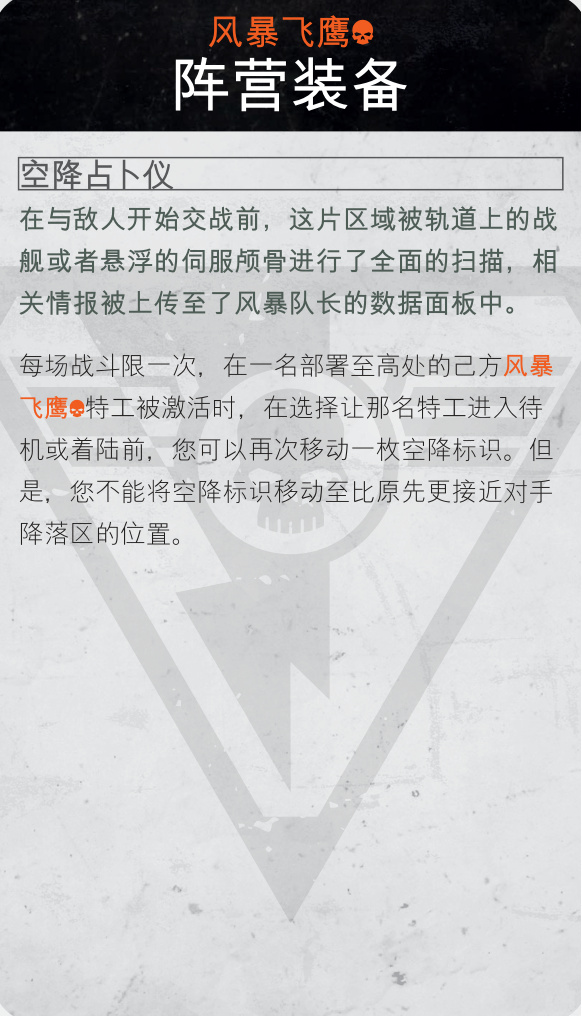 风暴飞鹰
阵营装备
空降占卜仪
在与敌人开始交战前，这片区域被轨道上的战
舰或者悬浮的伺服颅骨进行了全面的扫描，相
关情报被上传至了风暴队长的数据面板中。
每场战斗限一次，在一名部署至高处的己方风暴
飞鹰特工被激活时，在选择让那名特工进入待
机或着陆前，您可以再次移动一枚空降标识。但
是，您不能将空降标识移动至比原先更接近对手
降落区的位置。